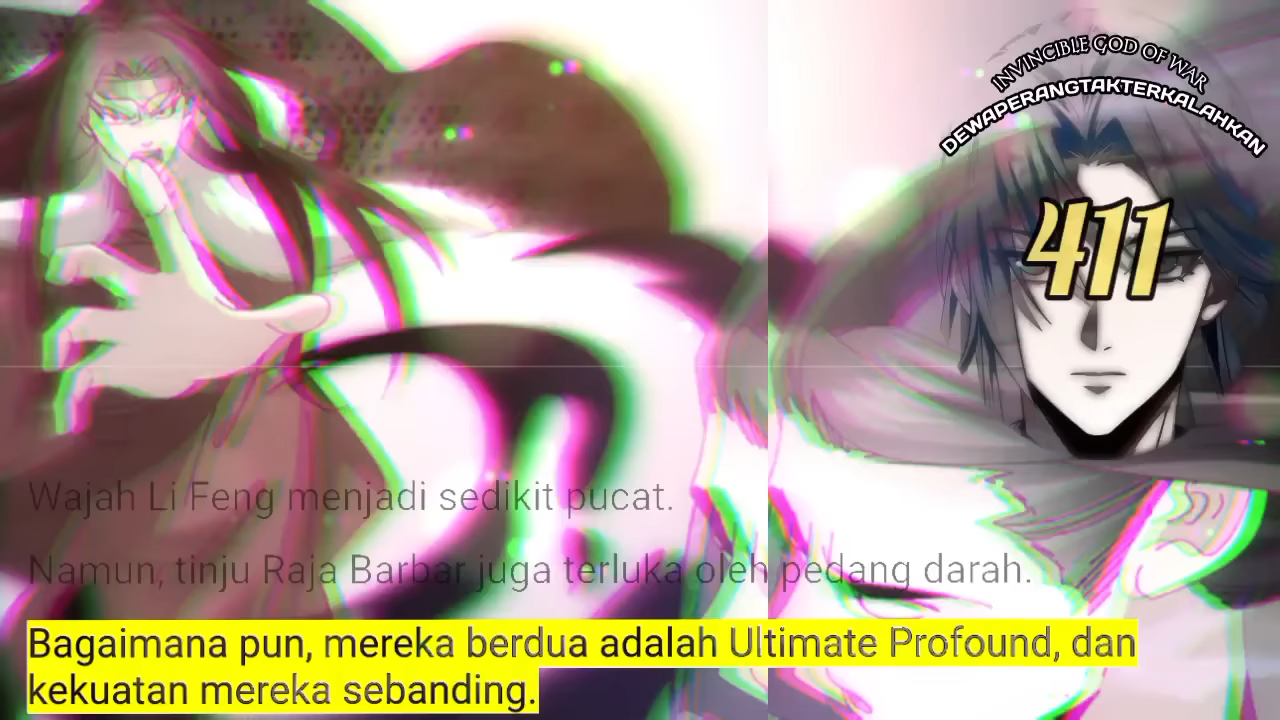 INVINCIBLE GOD OF WAR
DEWAPERANGTAKTERKALAHKAN
411
Wajah Li Feng menjadi sedikit pucat.
Namun, tinju Raja Barbar juga terluka oleh pedang darah.
Bagaimana pun, mereka berdua adalah Ultimate Profound, dan
kekuatan mereka sebanding.